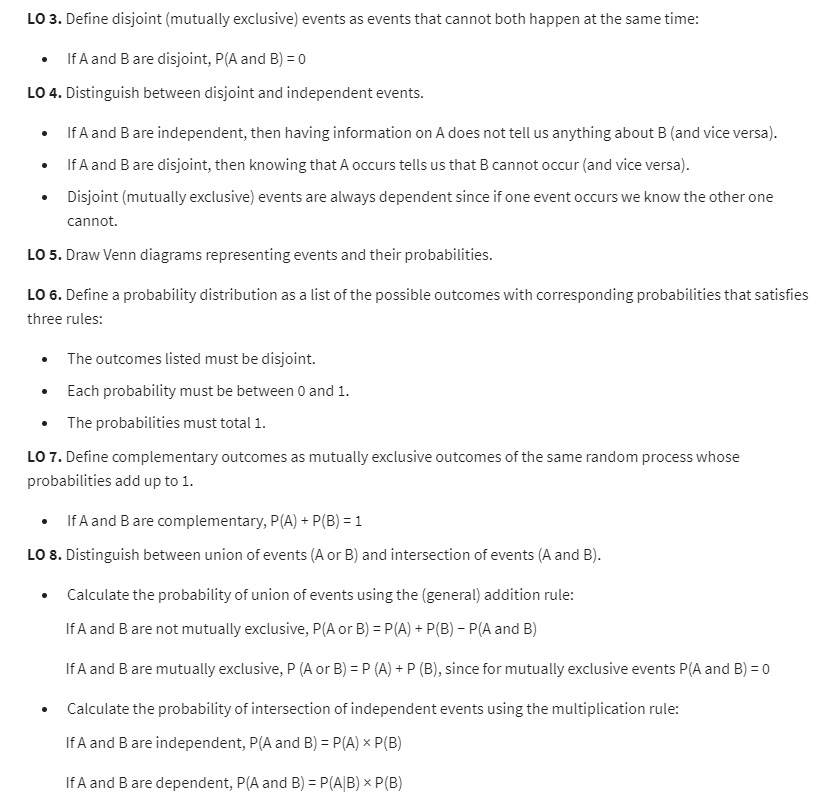 LO 3. Define disjoint (mutually exclusive) events as events that cannot both happen at the same time:
• If A and B are disjoint, P(A and B) = 0
LO 4. Distinguish between disjoint and independent events.
• If A and B are independent, then having information on A does not tell us anything about B (and vice versa).
• If A and B are disjoint, then knowing that A occurs tells us that B cannot occur (and vice versa).
• Disjoint (mutually exclusive) events are always dependent since if one event occurs we know the other one
cannot.
LO 5. Draw Venn diagrams representing events and their probabilities.
LO 6. Define a probability distribution as a list of the possible outcomes with corresponding probabilities that satisfies
three rules:
• The outcomes listed must be disjoint.
• Each probability must be between 0 and 1.
• The probabilities must total 1.
LO 7. Define complementary outcomes as mutually exclusive outcomes of the same random process whose
probabilities add up to 1.
• If A and B are complementary, P(A) + P(B) = 1
LO 8. Distinguish between union of events (A or B) and intersection of events (A and B).
• Calculate the probability of union of events using the (general) addition rule:
If A and B are not mutually exclusive, P(A or B) = P(A) + P(B) − P(A and B)
If A and B are mutually exclusive, P (A or B) = P (A) + P (B), since for mutually exclusive events P(A and B) = 0
• Calculate the probability of intersection of independent events using the multiplication rule:
If A and B are independent, P(A and B) = P(A) × P(B)
If A and B are dependent, P(A and B) = P(A|B) × P(B)